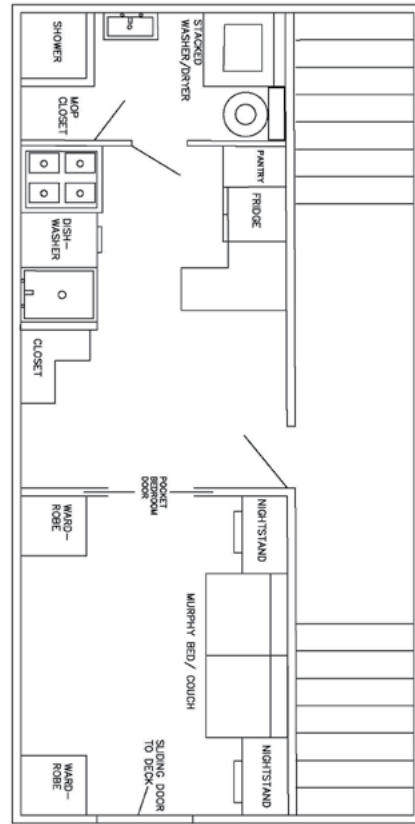 SHOWER
STACKED
WASHER/DRYER
MOP
CLOSET
PANTRY
FRIDGE
DISH-
WASHER
CLOSET
POCKET
BEDROOM
DOOR
WARD-
ROBE
NIGHTSTAND
MURPHY BED/ COUCH
SLIDING DOOR
TO DECK
WARD-
ROBE
NIGHTSTAND